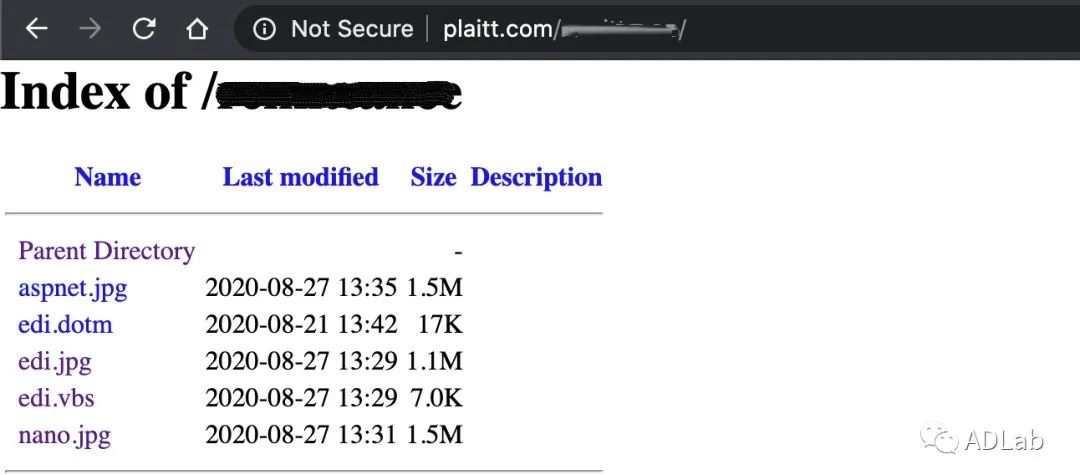 Not Secure plaitt.com/
Index of /
Name Last modified Size Description
Parent Directory -
aspnet.jpg 2020-08-27 13:35 1.5M
edi.dotm 2020-08-21 13:42 17K
edi.jpg 2020-08-27 13:29 1.1M
edi.vbs 2020-08-27 13:29 7.0K
nano.jpg 2020-08-27 13:31 1.5M
ADLab